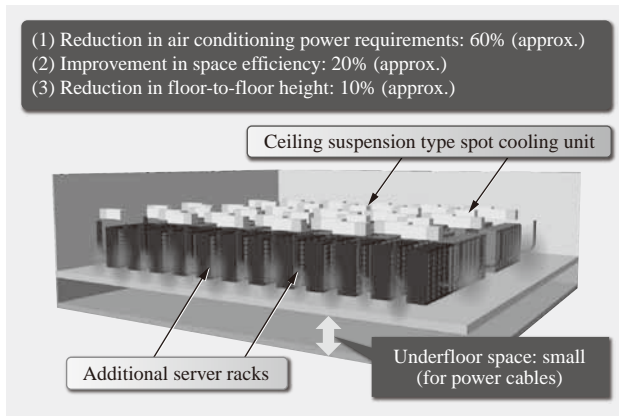 (1) Reduction in air conditioning power requirements: 60% (approx.)
(2) Improvement in space efficiency: 20% (approx.)
(3) Reduction in floor-to-floor height: 10% (approx.)
Ceiling suspension type spot cooling unit
Additional server racks
Underfloor space: small
(for power cables)